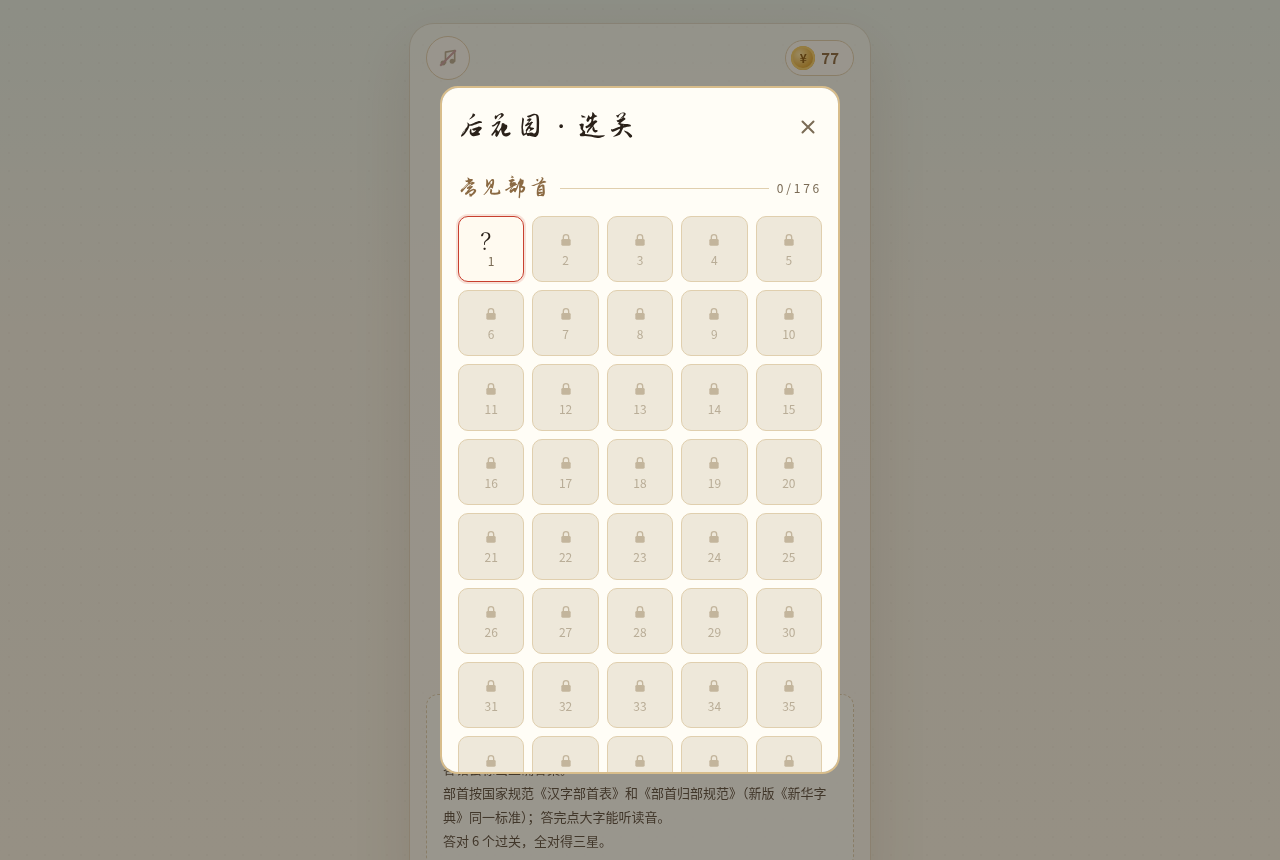 ¥ 77
后花园 · 选关
常见部首 0/176
？
1 2 3 4 5
6 7 8 9 10
11 12 13 14 15
16 17 18 19 20
21 22 23 24 25
26 27 28 29 30
31 32 33 34 35
部首按国家规范《汉字部首表》和《部首归部规范》（新版《新华字
典》同一标准）；答完点大字能听读音。
答对 6 个过关，全对得三星。